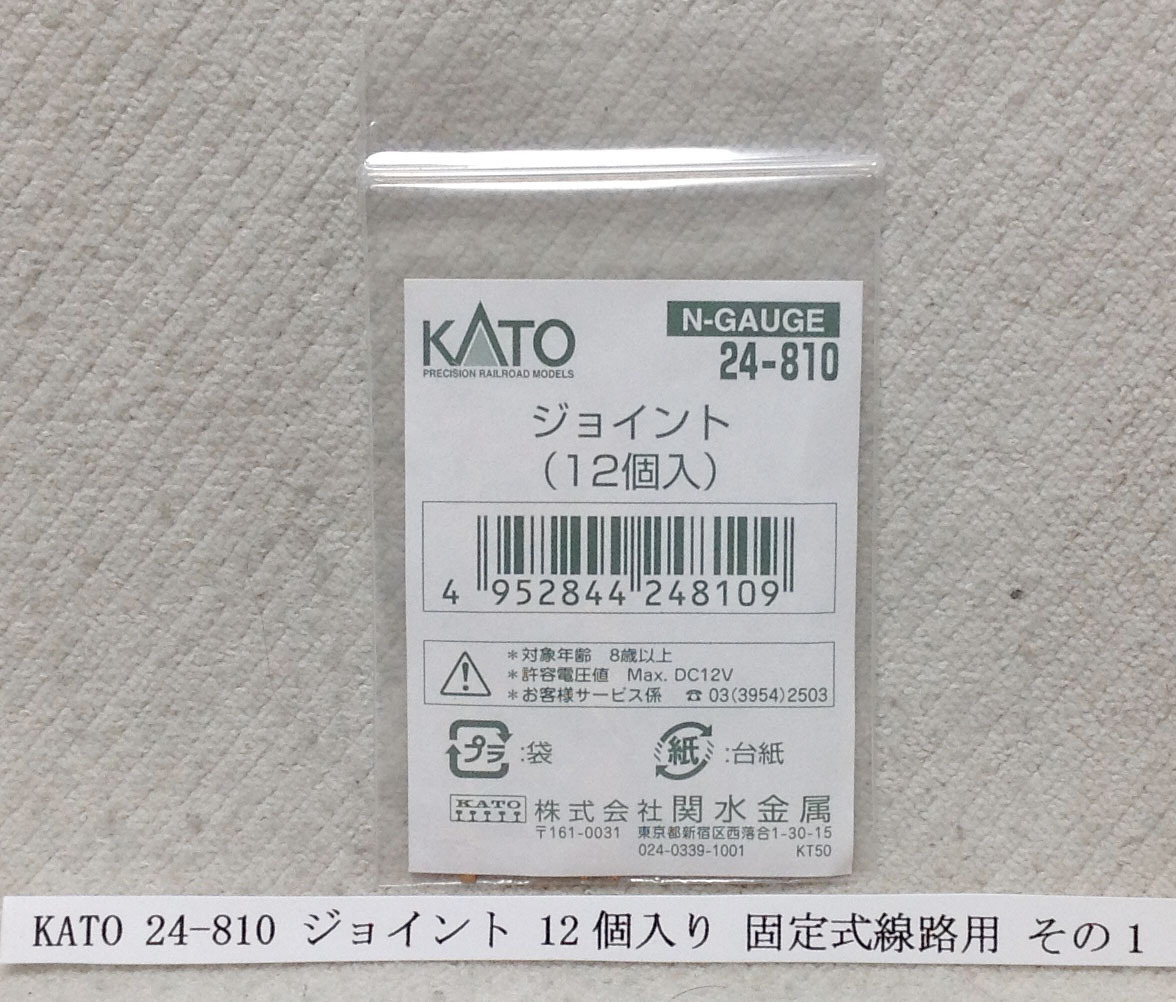 KATO
PRECISION RAILROAD MODELS
N-GAUGE
24-810
ジョイント
(12個入)
4 952844 248109
＊対象年齢　8歳以上
＊許容電圧値　Max. DC12V
＊お客様サービス係　☎ 03(3954)2503
プラ :袋
紙 :台紙
KATO 株式会社関水金属
〒161-0031　東京都新宿区西落合1-30-15
024-0339-1001 KT50
KATO 24-810 ジョイント 12個入り 固定式線路用 その1